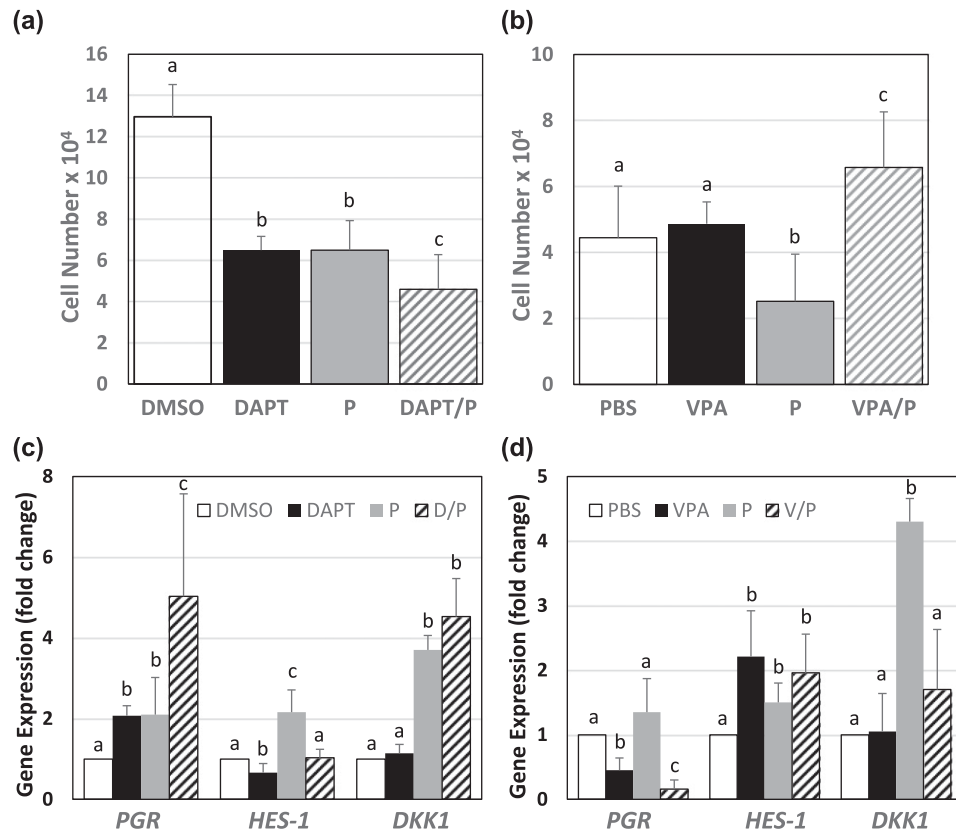 (a)
Cell Number x 10⁴
16
14
12
10
8
6
4
2
0
a
b
b
c
DMSO DAPT P DAPT/P
(b)
Cell Number x 10⁴
10
8
6
4
2
0
a
a
b
c
PBS VPA P VPA/P
(c)
Gene Expression (fold change)
8
6
4
2
0
DMSO DAPT P D/P
a b b c
a b c a
a a b b
PGR HES-1 DKK1
(d)
Gene Expression (fold change)
5
4
3
2
1
0
PBS VPA P V/P
a b a c
a b b b
a a b a
PGR HES-1 DKK1